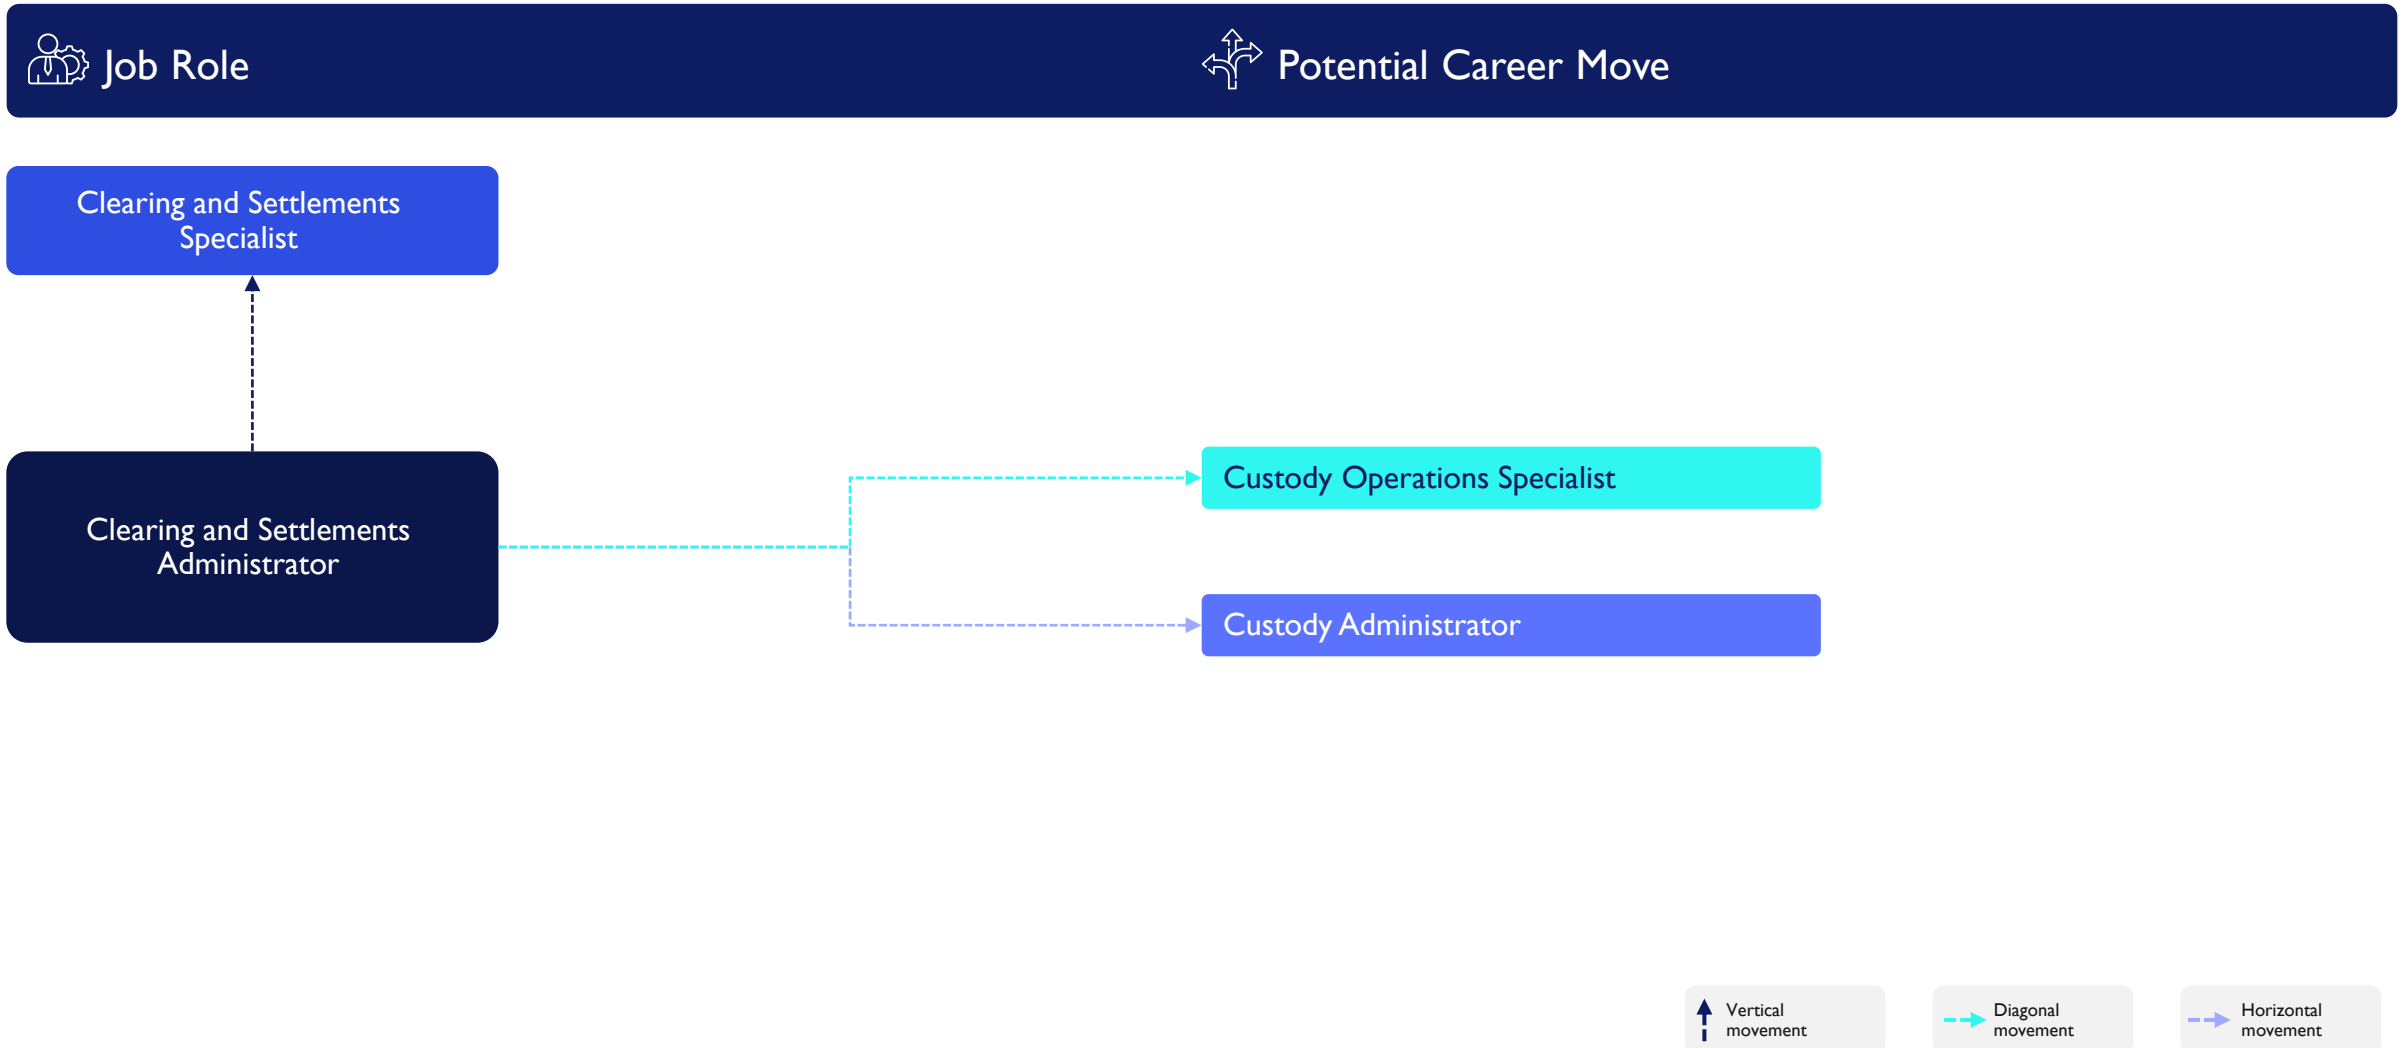 Job Role
Potential Career Move
Clearing and Settlements
Specialist
Clearing and Settlements
Administrator
Custody Operations Specialist
Custody Administrator
Vertical
movement
Diagonal
movement
Horizontal
movement